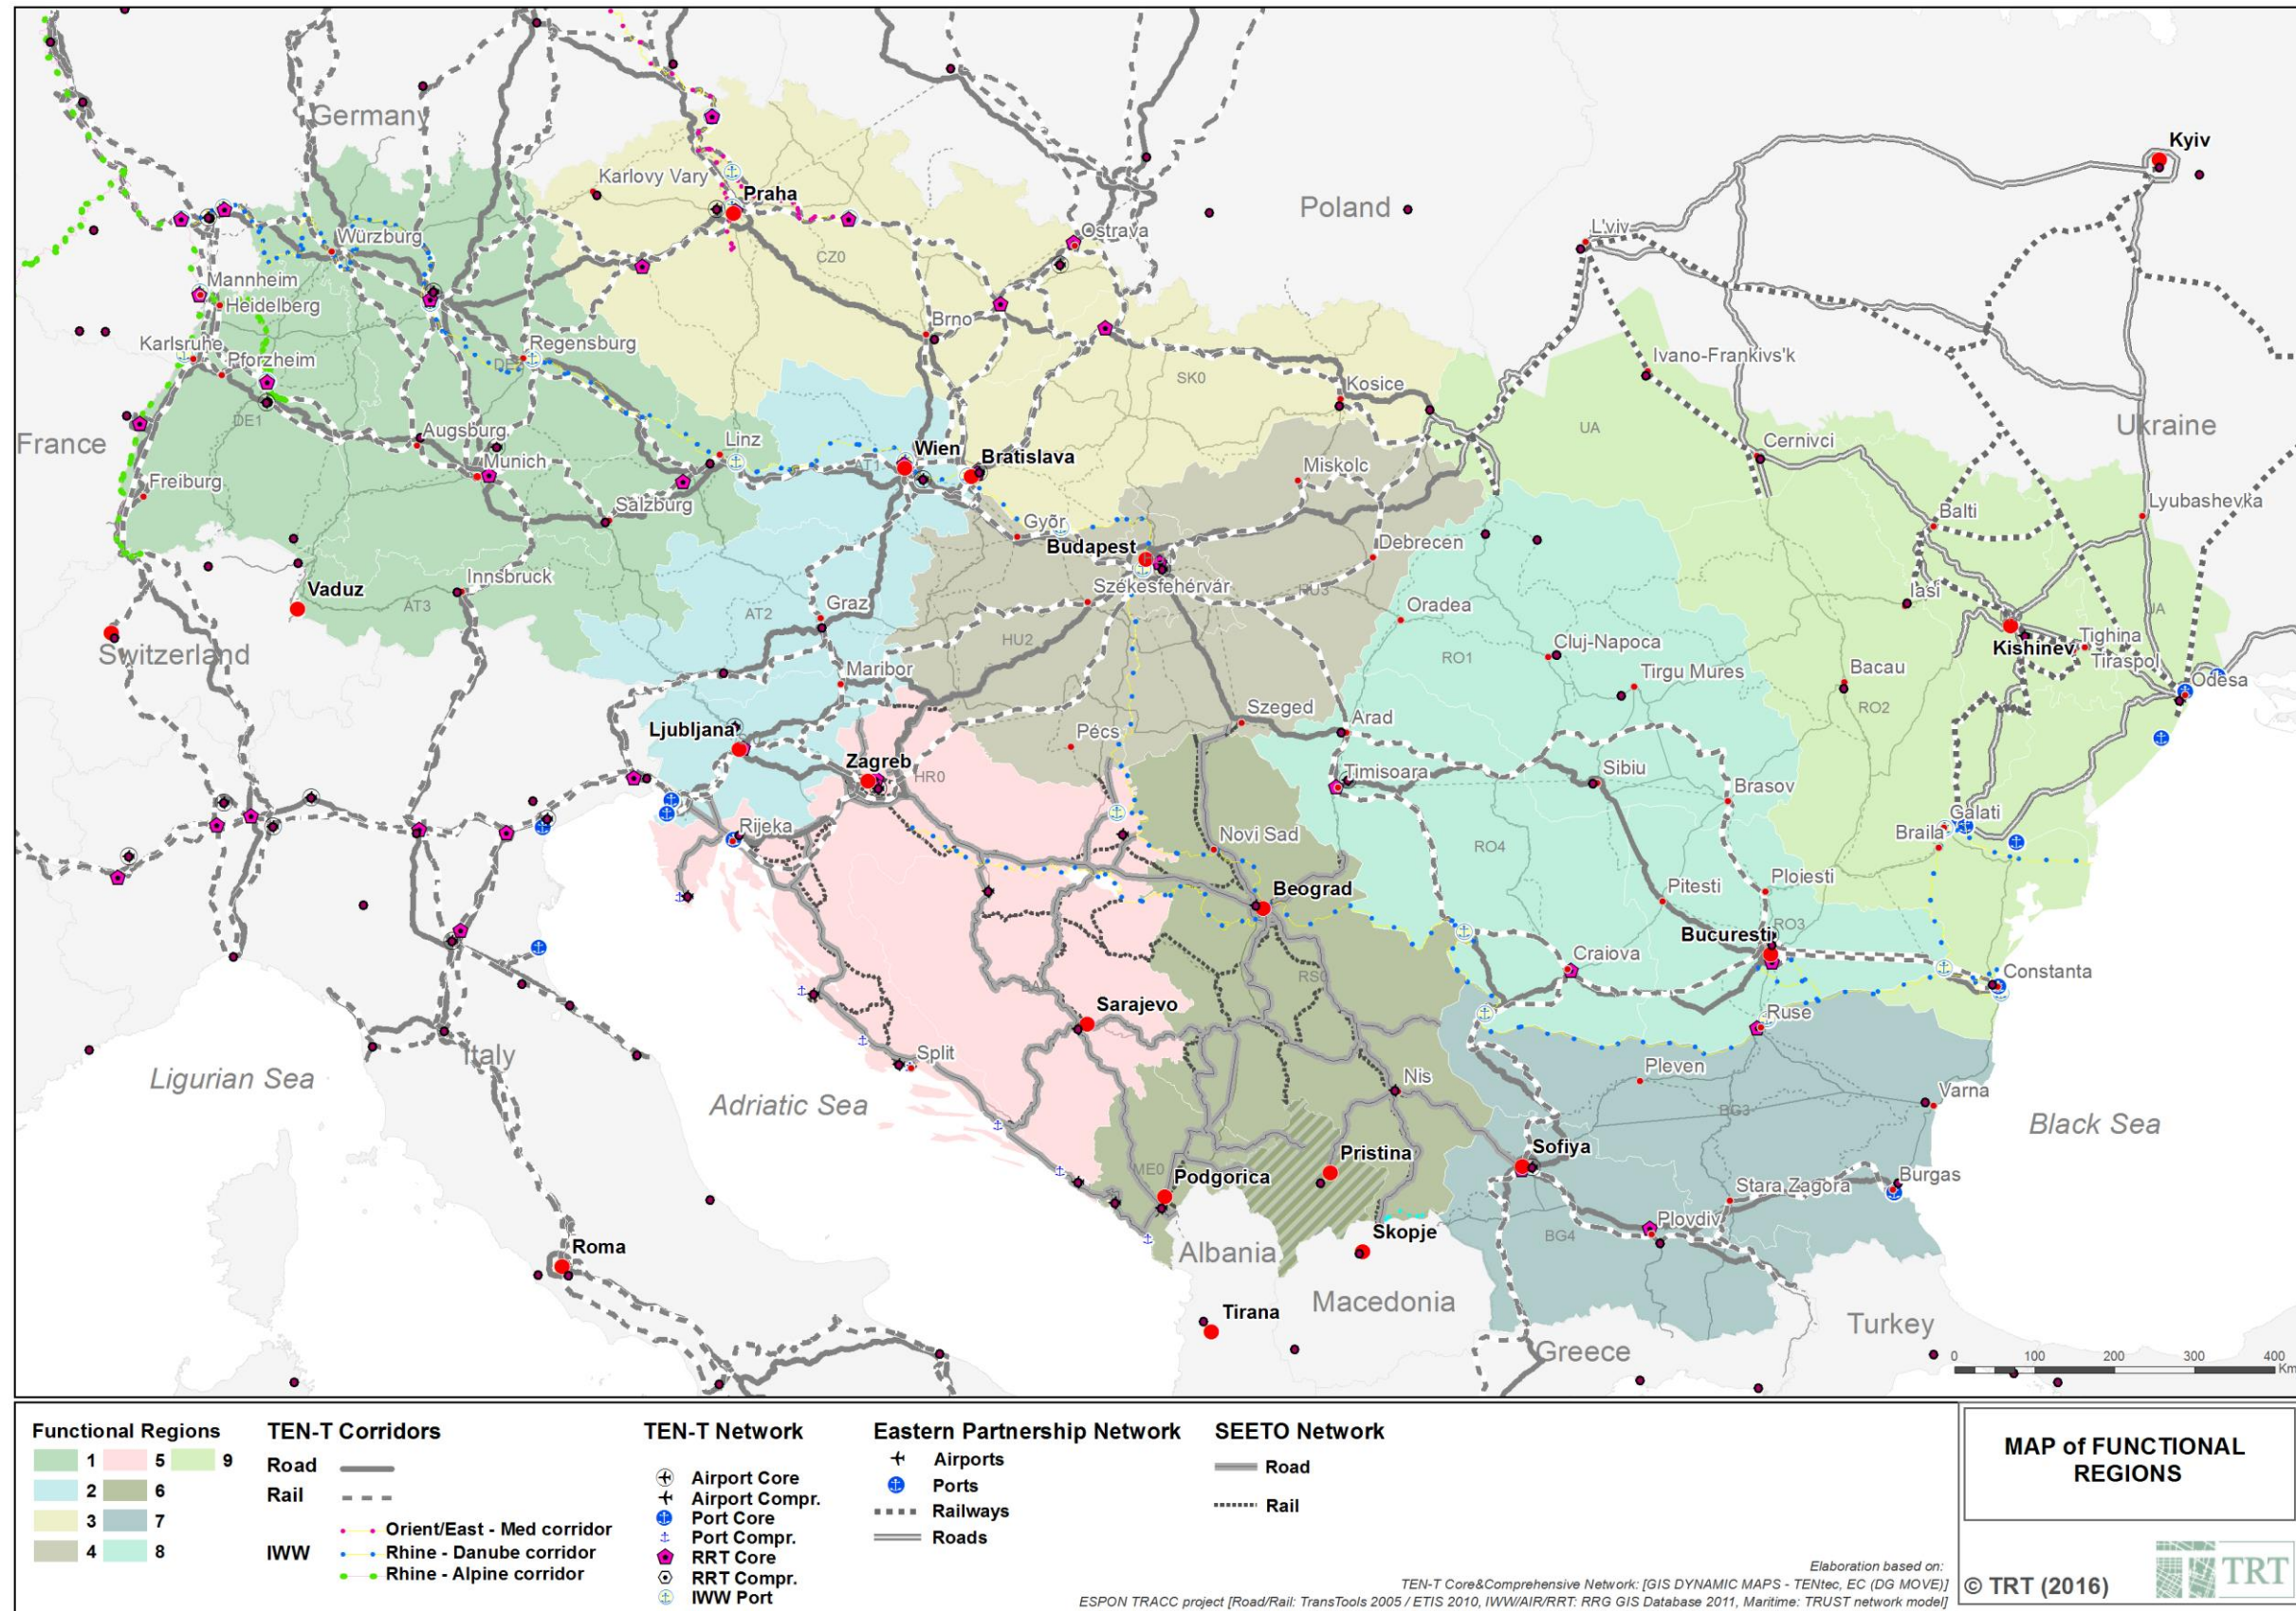 Germany
Kyiv
Karlovy Vary
Praha
Poland
Würzburg
Ostrava
L'viv
CZ0
Mannheim
Heidelberg
Brno
Karlsruhe
Regensburg
Pforzheim
Ivano-Frankivs'k
SK0
Kosice
DE1
France
Augsburg
Linz
UA
Ukraine
Wien
Bratislava
AT1
Munich
Cernivci
Miskolc
Freiburg
Salzburg
Győr
Balti
Lyubashevka
Budapest
Debrecen
Vaduz
Innsbruck
Székesfehérvár
AT3
AT2
Graz
Oradea
Iasi
UA
HU2
Switzerland
Cluj-Napoca
Kishinev
Tighina
Tiraspol
RO1
Maribor
Tirgu Mures
Bacau
Odesa
RO2
Ljubljana
Pécs
Szeged
Arad
Zagreb
HR0
Timisoara
Sibiu
Brasov
Rijeka
Novi Sad
Galati
Braila
RO4
Beograd
Pitesti
Ploiesti
Bucuresti
RO3
Craiova
Constanta
RS0
Sarajevo
Ruse
Italy
Split
Ligurian Sea
Adriatic Sea
Nis
Pleven
Varna
BG3
Black Sea
Pristina
Sofiya
ME0
Podgorica
Stara Zagora
Burgas
Plovdiv
Skopje
BG4
Roma
Albania
Macedonia
Tirana
Turkey
Greece
0 100 200 300 400
Km
Functional Regions
1 5 9
2 6
3 7
4 8
TEN-T Corridors
Road
Rail
IWW
Orient/East - Med corridor
Rhine - Danube corridor
Rhine - Alpine corridor
TEN-T Network
Airport Core
Airport Compr.
Port Core
Port Compr.
RRT Core
RRT Compr.
IWW Port
Eastern Partnership Network
Airports
Ports
Railways
Roads
SEETO Network
Road
Rail
Elaboration based on:
TEN-T Core&Comprehensive Network: [GIS DYNAMIC MAPS - TENtec, EC (DG MOVE)]
ESPON TRACC project [Road/Rail: TransTools 2005 / ETIS 2010, IWW/AIR/RRT: RRG GIS Database 2011, Maritime: TRUST network model]
MAP of FUNCTIONAL
REGIONS
© TRT (2016)
TRT